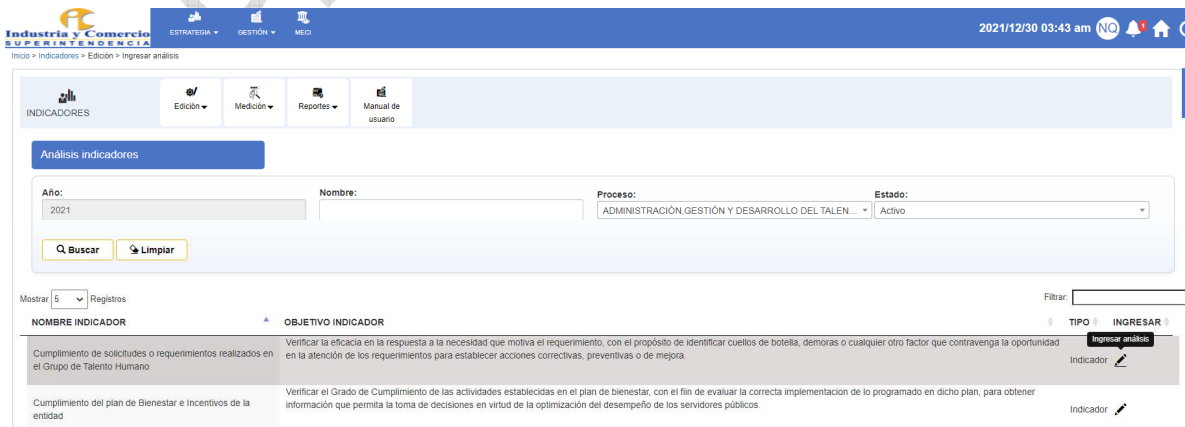 Industria y Comercio
SUPERINTENDENCIA
ESTRATEGIA
GESTIÓN
MECI
2021/12/30 03:43 am NQ 1
Inicio > Indicadores > Edición > Ingresar análisis
INDICADORES
Edición
Medición
Reportes
Manual de
usuario
Análisis indicadores
Año:
Nombre:
Proceso:
Estado:
2021
ADMINISTRACIÓN,GESTIÓN Y DESARROLLO DEL TALEN...
Activo
Buscar
Limpiar
Mostrar 5 Registros
Filtrar:
NOMBRE INDICADOR
OBJETIVO INDICADOR
TIPO
INGRESAR
Ingresar análisis
Cumplimiento de solicitudes o requerimientos realizados en
el Grupo de Talento Humano
Verificar la eficacia en la respuesta a la necesidad que motiva el requerimiento, con el propósito de identificar cuellos de botella, demoras o cualquier otro factor que contravenga la oportunidad
en la atención de los requerimientos para establecer acciones correctivas, preventivas o de mejora.
Indicador
Cumplimiento del plan de Bienestar e Incentivos de la
entidad
Verificar el Grado de Cumplimiento de las actividades establecidas en el plan de bienestar, con el fiin de evaluar la correcta implementación de lo programado en dicho plan, para obtener
información que permita la toma de decisiones en virtud de la optimización del desempeño de los servidores públicos.
Indicador